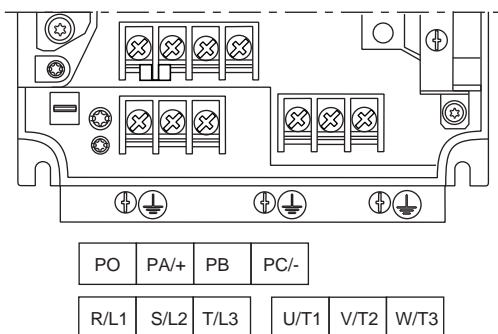 PO PA/+ PB PC/-
R/L1 S/L2 T/L3 U/T1 V/T2 W/T3